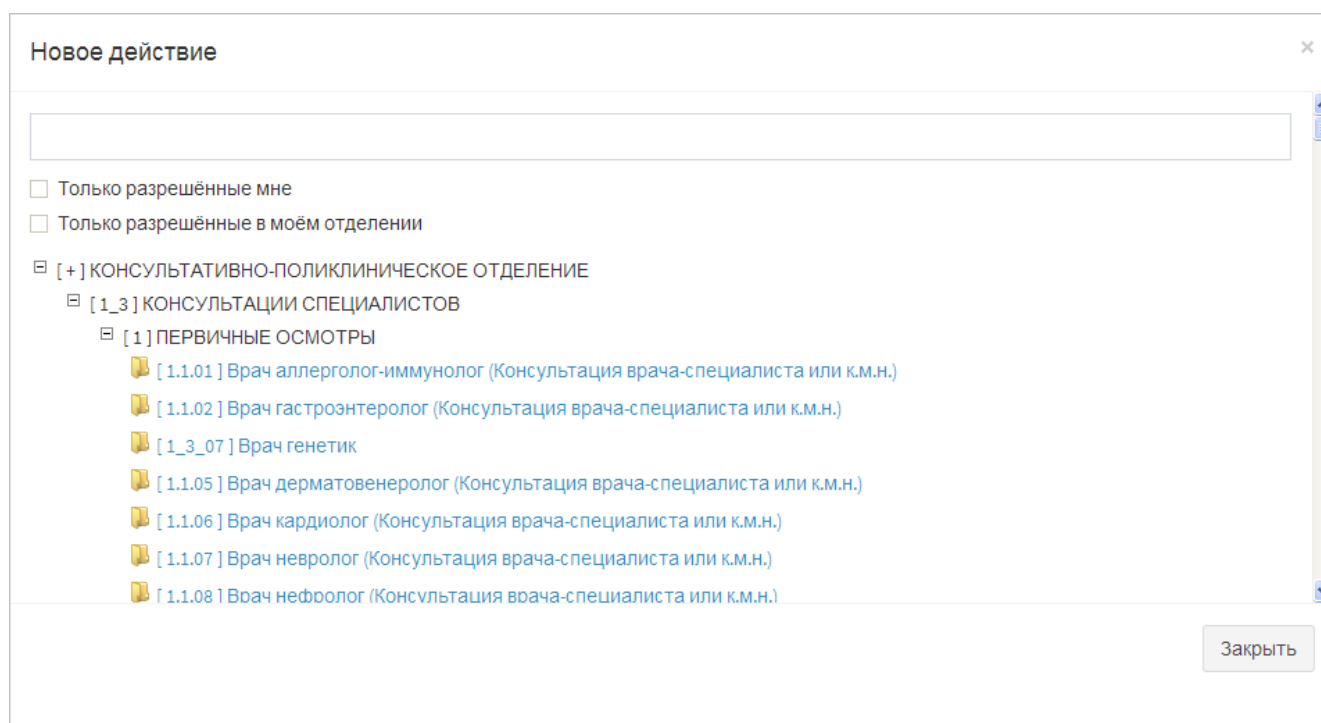 Новое действие ×
Только разрешённые мне
Только разрешённые в моём отделении
[ + ] КОНСУЛЬТАТИВНО-ПОЛИКЛИНИЧЕСКОЕ ОТДЕЛЕНИЕ
[ 1_3 ] КОНСУЛЬТАЦИИ СПЕЦИАЛИСТОВ
[ 1 ] ПЕРВИЧНЫЕ ОСМОТРЫ
[ 1.1.01 ] Врач аллерголог-иммунолог (Консультация врача-специалиста или к.м.н.)
[ 1.1.02 ] Врач гастроэнтеролог (Консультация врача-специалиста или к.м.н.)
[ 1_3_07 ] Врач генетик
[ 1.1.05 ] Врач дерматовенеролог (Консультация врача-специалиста или к.м.н.)
[ 1.1.06 ] Врач кардиолог (Консультация врача-специалиста или к.м.н.)
[ 1.1.07 ] Врач невролог (Консультация врача-специалиста или к.м.н.)
[ 1.1.08 ] Врач нефролог (Консультация врача-специалиста или к.м.н.)
Закрыть